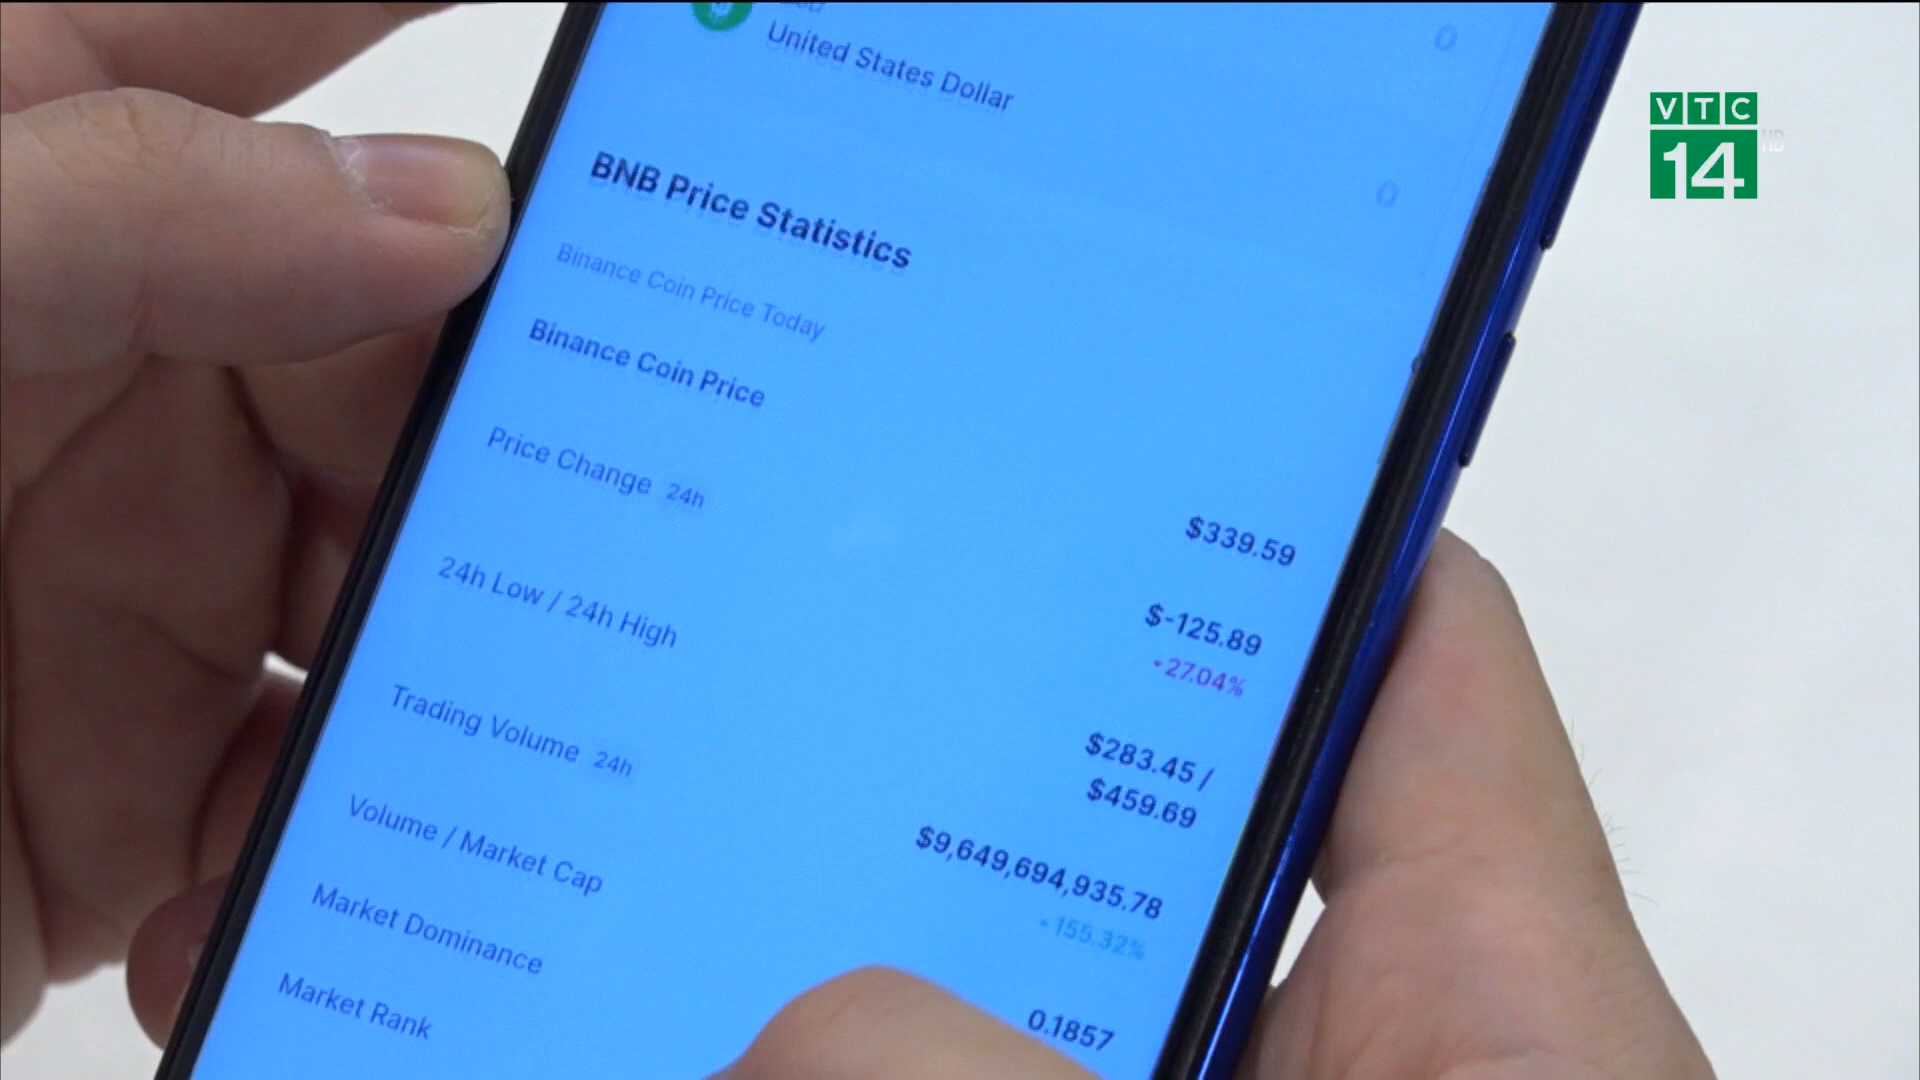 United States Dollar
0
0
BNB Price Statistics
Binance Coin Price Today
Binance Coin Price
$339.59
Price Change 24h
$-125.89
27.04%
24h Low / 24h High
$283.45 /
$459.69
Trading Volume 24h
$9,649,694,935.78
155.32%
Volume / Market Cap
0.1857
Market Dominance
Market Rank
VTC
14
HD